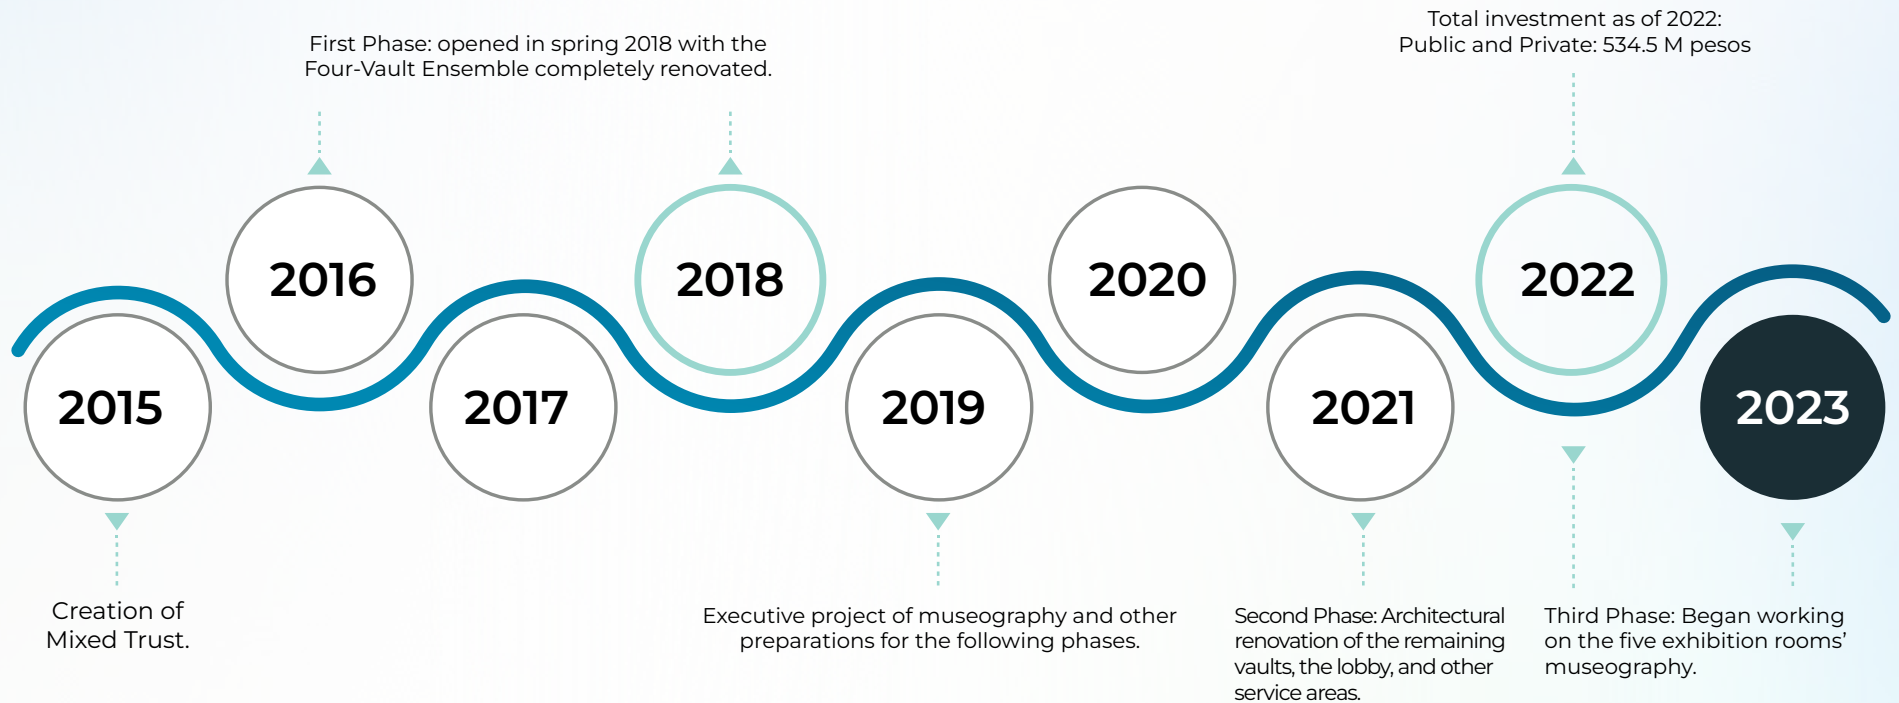 First Phase: opened in spring 2018 with the
Four-Vault Ensemble completely renovated.
Total investment as of 2022:
Public and Private: 534.5 M pesos
2015
2016
2017
2018
2019
2020
2021
2022
2023
Creation of
Mixed Trust.
Executive project of museography and other
preparations for the following phases.
Second Phase: Architectural
renovation of the remaining
vaults, the lobby, and other
service areas.
Third Phase: Began working
on the five exhibition rooms’
museography.